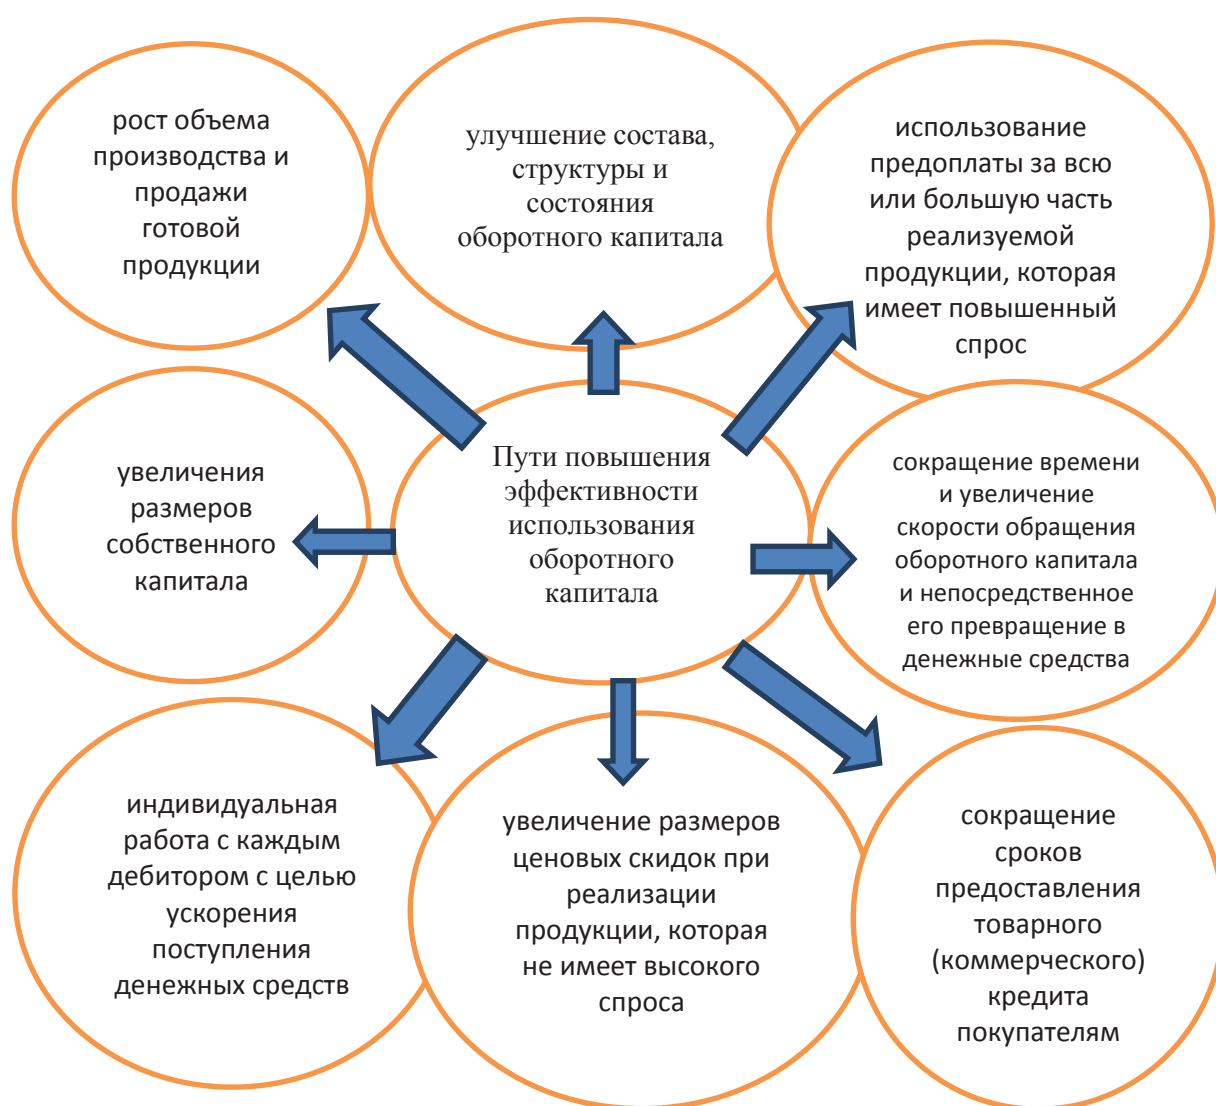 рост объема
производства и
продажи
готовой
продукции
улучшение состава,
структуры и
состояния
оборотного капитала
использование
предоплаты за всю
или большую часть
реализуемой
продукции, которая
имеет повышенный
спрос
увеличения
размеров
собственного
капитала
Пути повышения
эффективности
использования
оборотного
капитала
сокращение времени
и увеличение
скорости обращения
оборотного капитала
и непосредственное
его превращение в
денежные средства
индивидуальная
работа с каждым
дебитором с целью
ускорения
поступления
денежных средств
увеличение размеров
ценовых скидок при
реализации
продукции, которая
не имеет высокого
спроса
сокращение
сроков
предоставления
товарного
(коммерческого)
кредита
покупателям